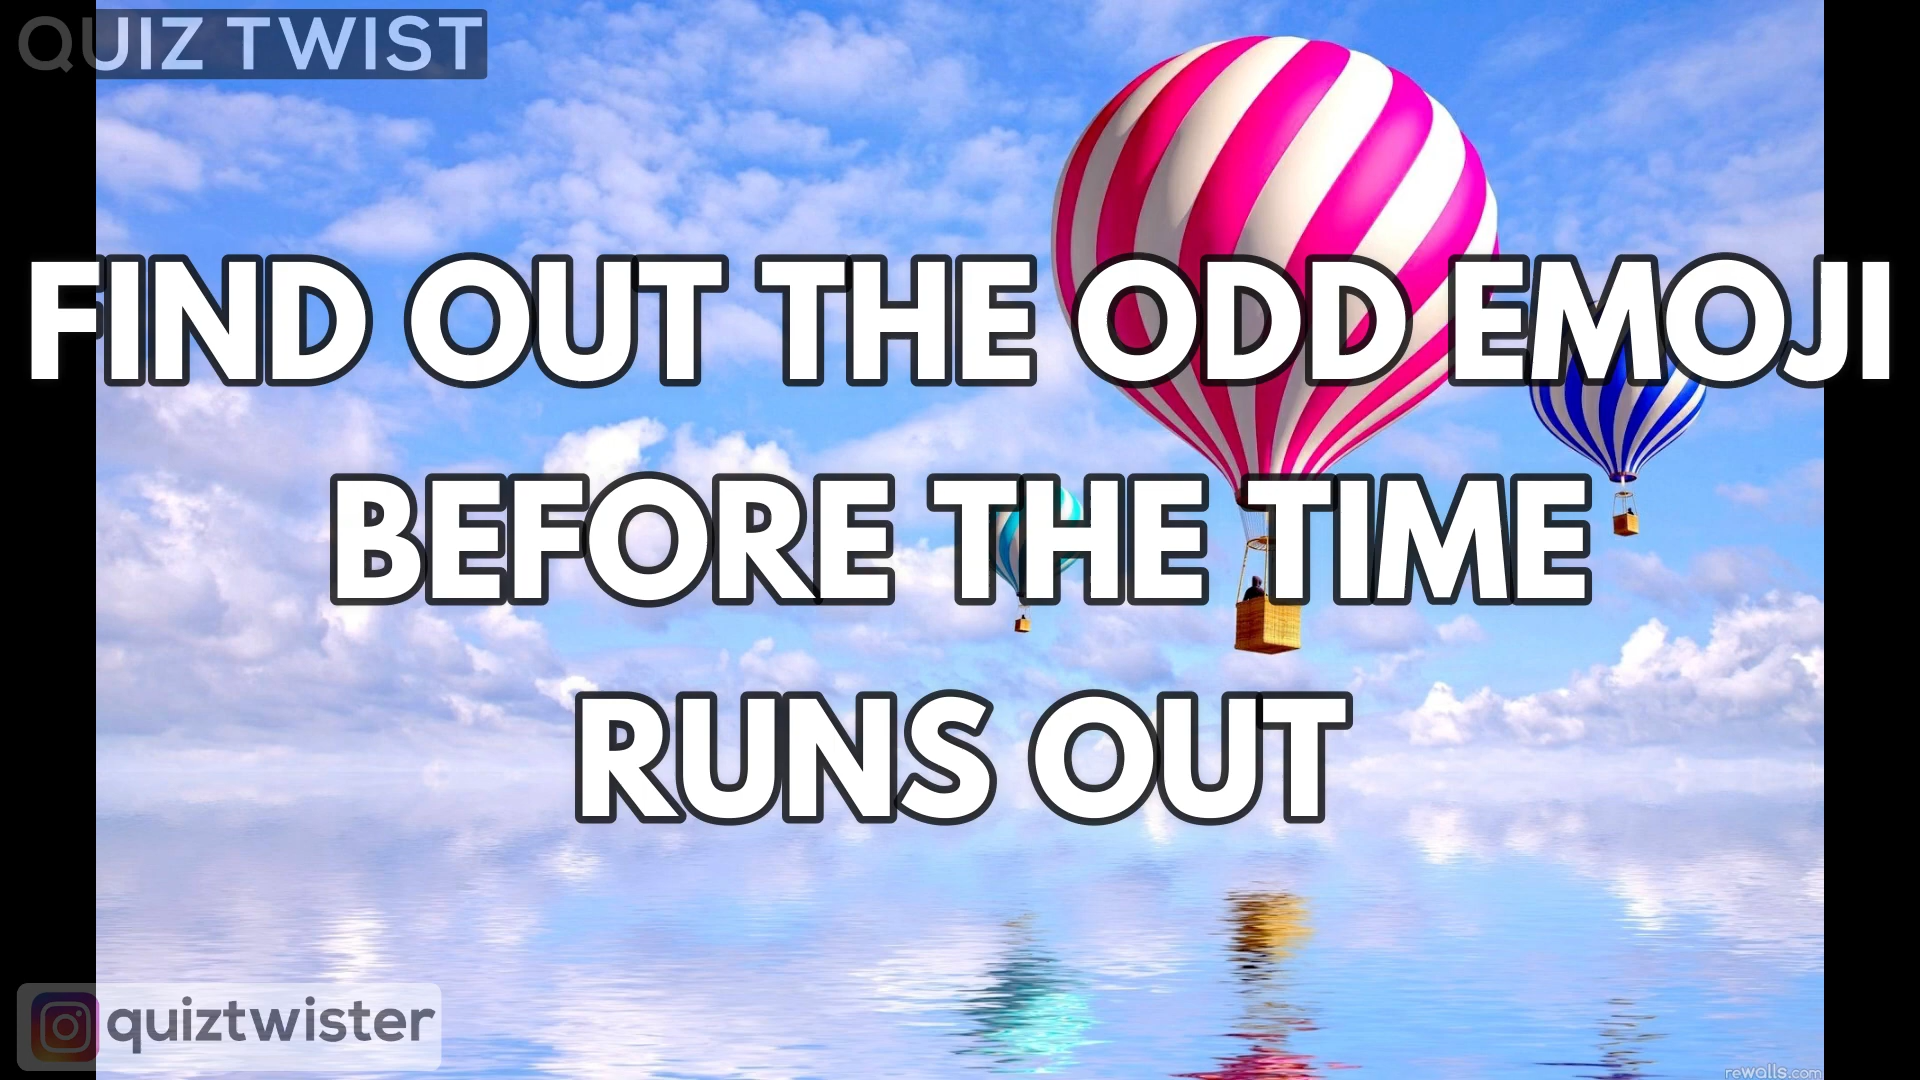 QUIZ TWIST
FIND OUT THE ODD EMOJI
BEFORE THE TIME
RUNS OUT
quiztwister
rewalls.com